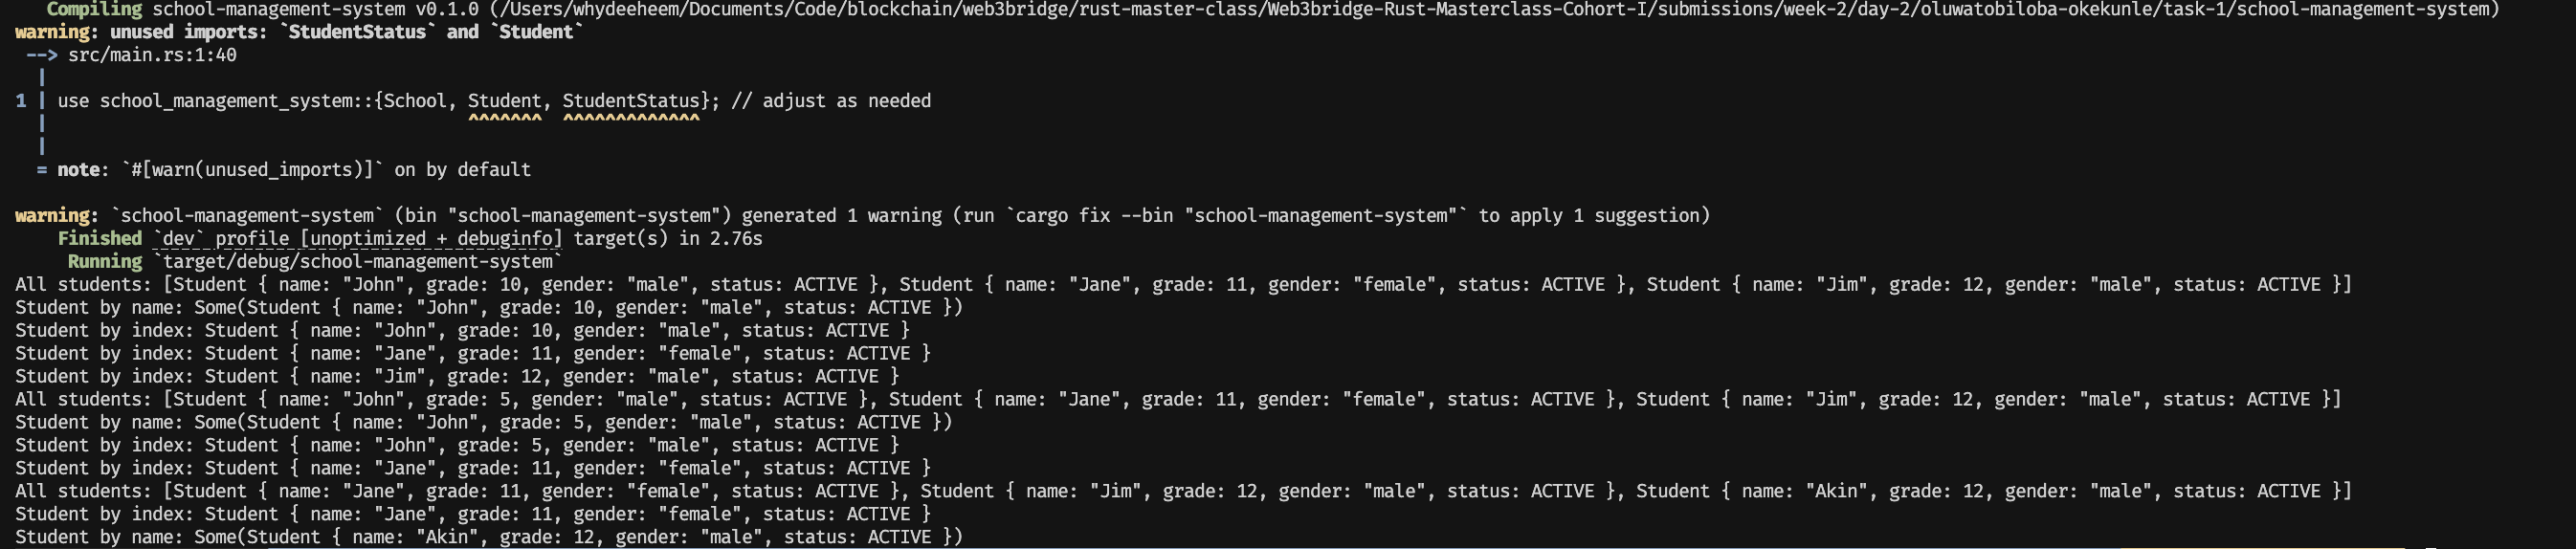 Compiling school-management-system v0.1.0 (/Users/whydeeheem/Documents/Code/blockchain/web3bridge/rust-master-class/Web3bridge-Rust-Masterclass-Cohort-I/submissions/week-2/day-2/oluwatobiloba-okekunle/task-1/school-management-system)
warning: unused imports: `StudentStatus` and `Student`
--> src/main.rs:1:40
|
1 | use school_management_system::{School, Student, StudentStatus}; // adjust as needed
| ^^^^^^^ ^^^^^^^^^^^^^
|
= note: `#[warn(unused_imports)]` on by default
warning: `school-management-system` (bin "school-management-system") generated 1 warning (run `cargo fix --bin "school-management-system"` to apply 1 suggestion)
Finished `dev` profile [unoptimized + debuginfo] target(s) in 2.76s
Running `target/debug/school-management-system`
All students: [Student { name: "John", grade: 10, gender: "male", status: ACTIVE }, Student { name: "Jane", grade: 11, gender: "female", status: ACTIVE }, Student { name: "Jim", grade: 12, gender: "male", status: ACTIVE }]
Student by name: Some(Student { name: "John", grade: 10, gender: "male", status: ACTIVE })
Student by index: Student { name: "John", grade: 10, gender: "male", status: ACTIVE }
Student by index: Student { name: "Jane", grade: 11, gender: "female", status: ACTIVE }
Student by index: Student { name: "Jim", grade: 12, gender: "male", status: ACTIVE }
All students: [Student { name: "John", grade: 5, gender: "male", status: ACTIVE }, Student { name: "Jane", grade: 11, gender: "female", status: ACTIVE }, Student { name: "Jim", grade: 12, gender: "male", status: ACTIVE }]
Student by name: Some(Student { name: "John", grade: 5, gender: "male", status: ACTIVE })
Student by index: Student { name: "John", grade: 5, gender: "male", status: ACTIVE }
Student by index: Student { name: "Jane", grade: 11, gender: "female", status: ACTIVE }
All students: [Student { name: "Jane", grade: 11, gender: "female", status: ACTIVE }, Student { name: "Jim", grade: 12, gender: "male", status: ACTIVE }, Student { name: "Akin", grade: 12, gender: "male", status: ACTIVE }]
Student by index: Student { name: "Jane", grade: 11, gender: "female", status: ACTIVE }
Student by name: Some(Student { name: "Akin", grade: 12, gender: "male", status: ACTIVE })